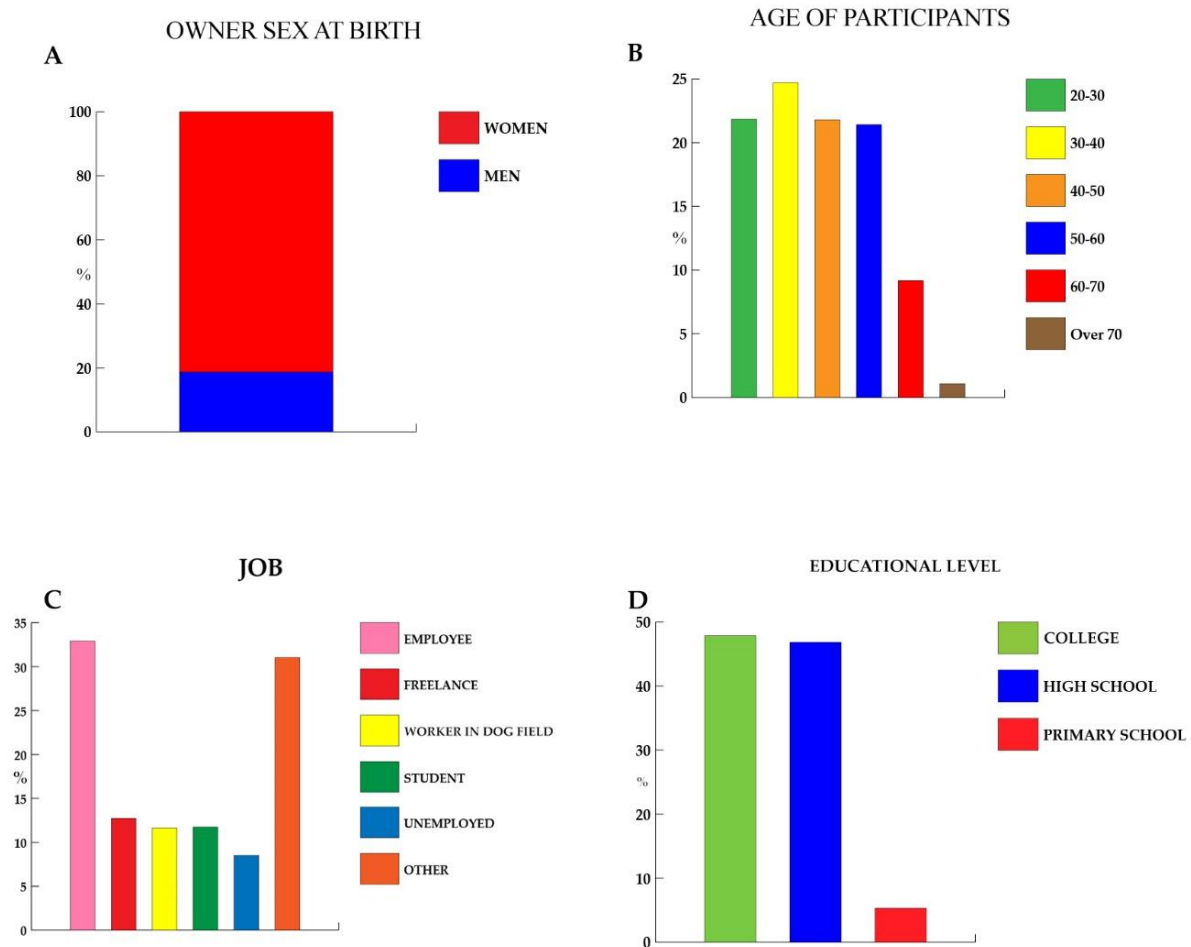 OWNER SEX AT BIRTH
A
100
80
60
%
40
20
0
WOMEN
MEN
AGE OF PARTICIPANTS
B
25
20
15
%
10
5
0
20-30
30-40
40-50
50-60
60-70
Over 70
JOB
C
35
30
25
20
%
15
10
5
0
EMPLOYEE
FREELANCE
WORKER IN DOG FIELD
STUDENT
UNEMPLOYED
OTHER
EDUCATIONAL LEVEL
D
50
40
30
%
20
10
0
COLLEGE
HIGH SCHOOL
PRIMARY SCHOOL